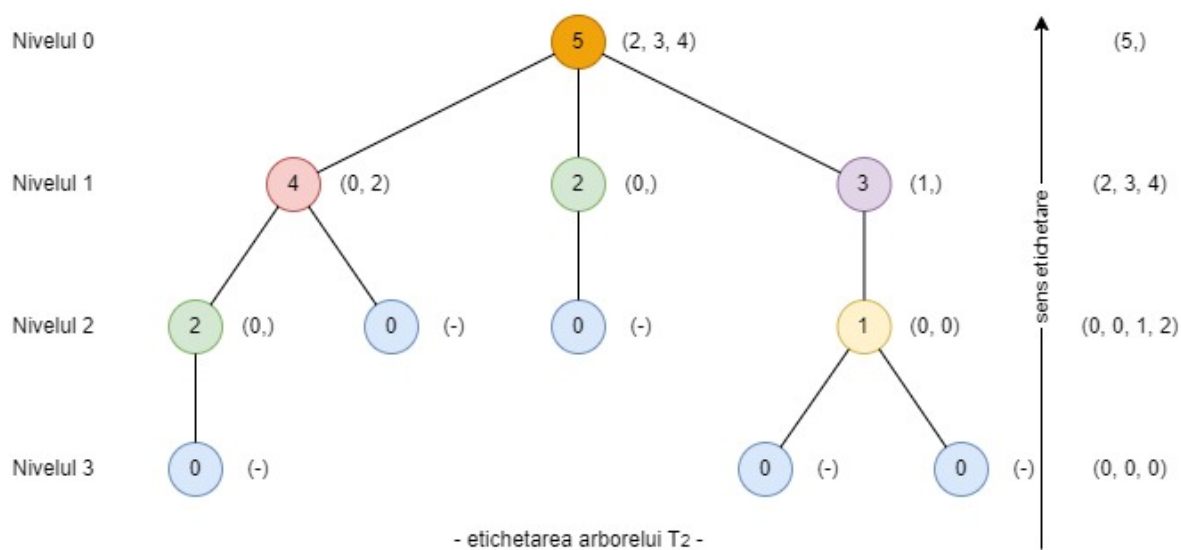 Nivelul 0 5 (2, 3, 4) (5,)
Nivelul 1 4 (0, 2) 2 (0,) 3 (1,) (2, 3, 4)
sens etichetare
Nivelul 2 2 (0,) 0 (-) 0 (-) 1 (0, 0) (0, 0, 1, 2)
Nivelul 3 0 (-) 0 (-) 0 (-) (0, 0, 0)
- etichetarea arborelui T2 -